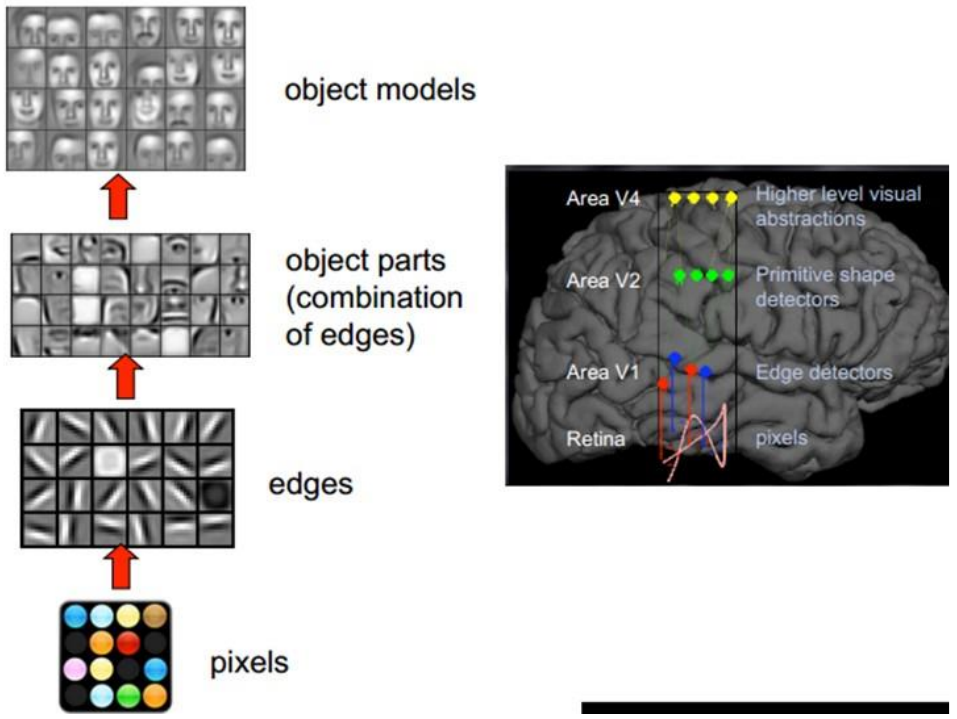 object models
object parts
(combination
of edges)
edges
pixels
Area V4
Higher level visual
abstractions
Area V2
Primitive shape
detectors
Area V1
Edge detectors
Retina
pixels